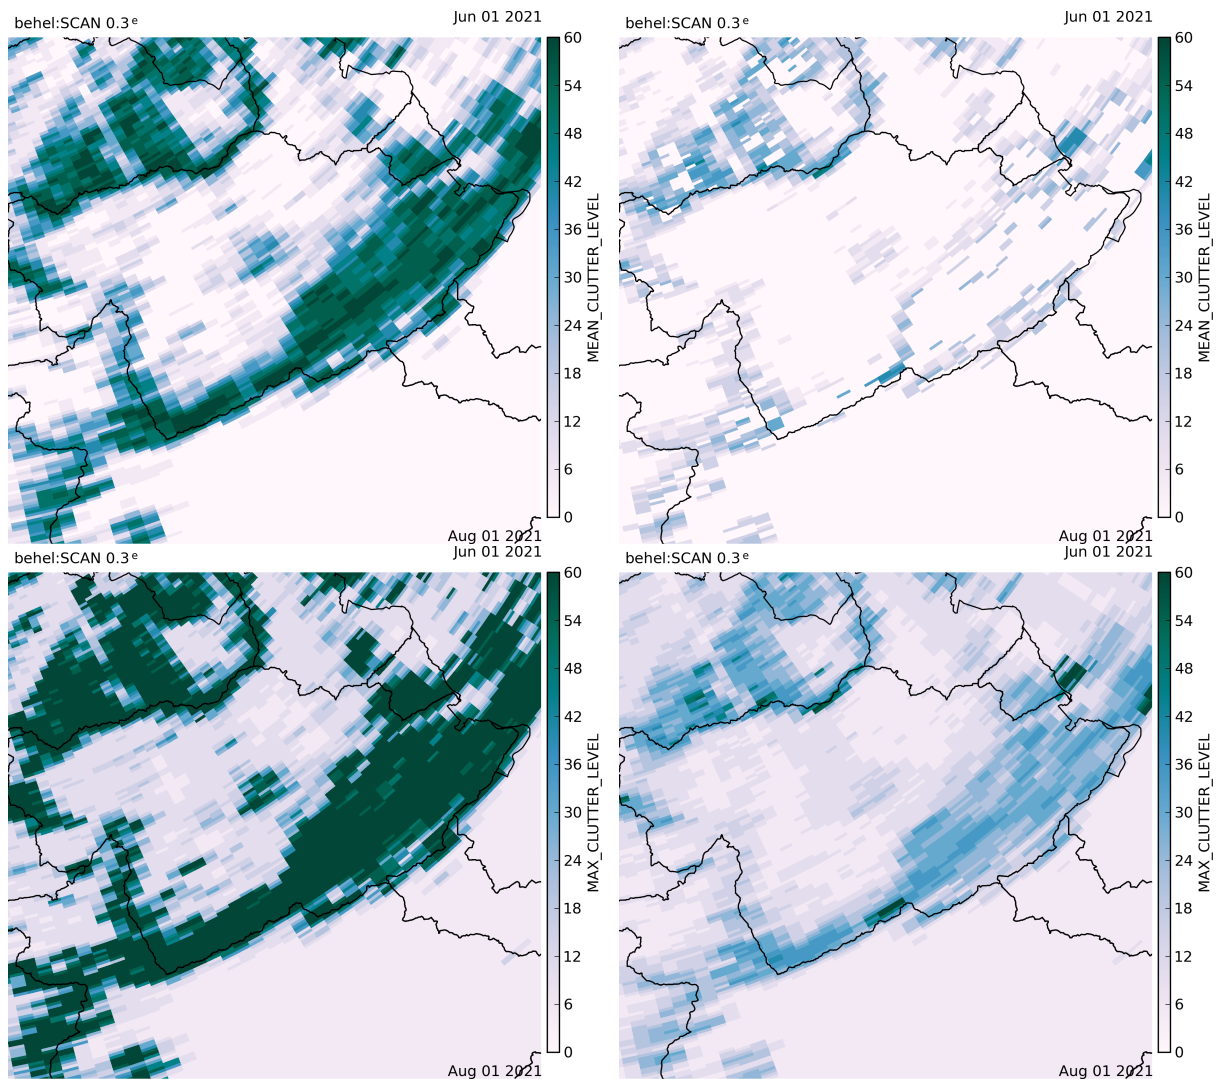 behel:SCAN 0.3e
Jun 01 2021
60
54
48
42
36
30
24
18
12
6
0
MEAN_CLUTTER_LEVEL
Aug 01 2021
behel:SCAN 0.3e
Jun 01 2021
60
54
48
42
36
30
24
18
12
6
0
MEAN_CLUTTER_LEVEL
Aug 01 2021
behel:SCAN 0.3e
Jun 01 2021
60
54
48
42
36
30
24
18
12
6
0
MAX_CLUTTER_LEVEL
Aug 01 2021
behel:SCAN 0.3e
Jun 01 2021
60
54
48
42
36
30
24
18
12
6
0
MAX_CLUTTER_LEVEL
Aug 01 2021